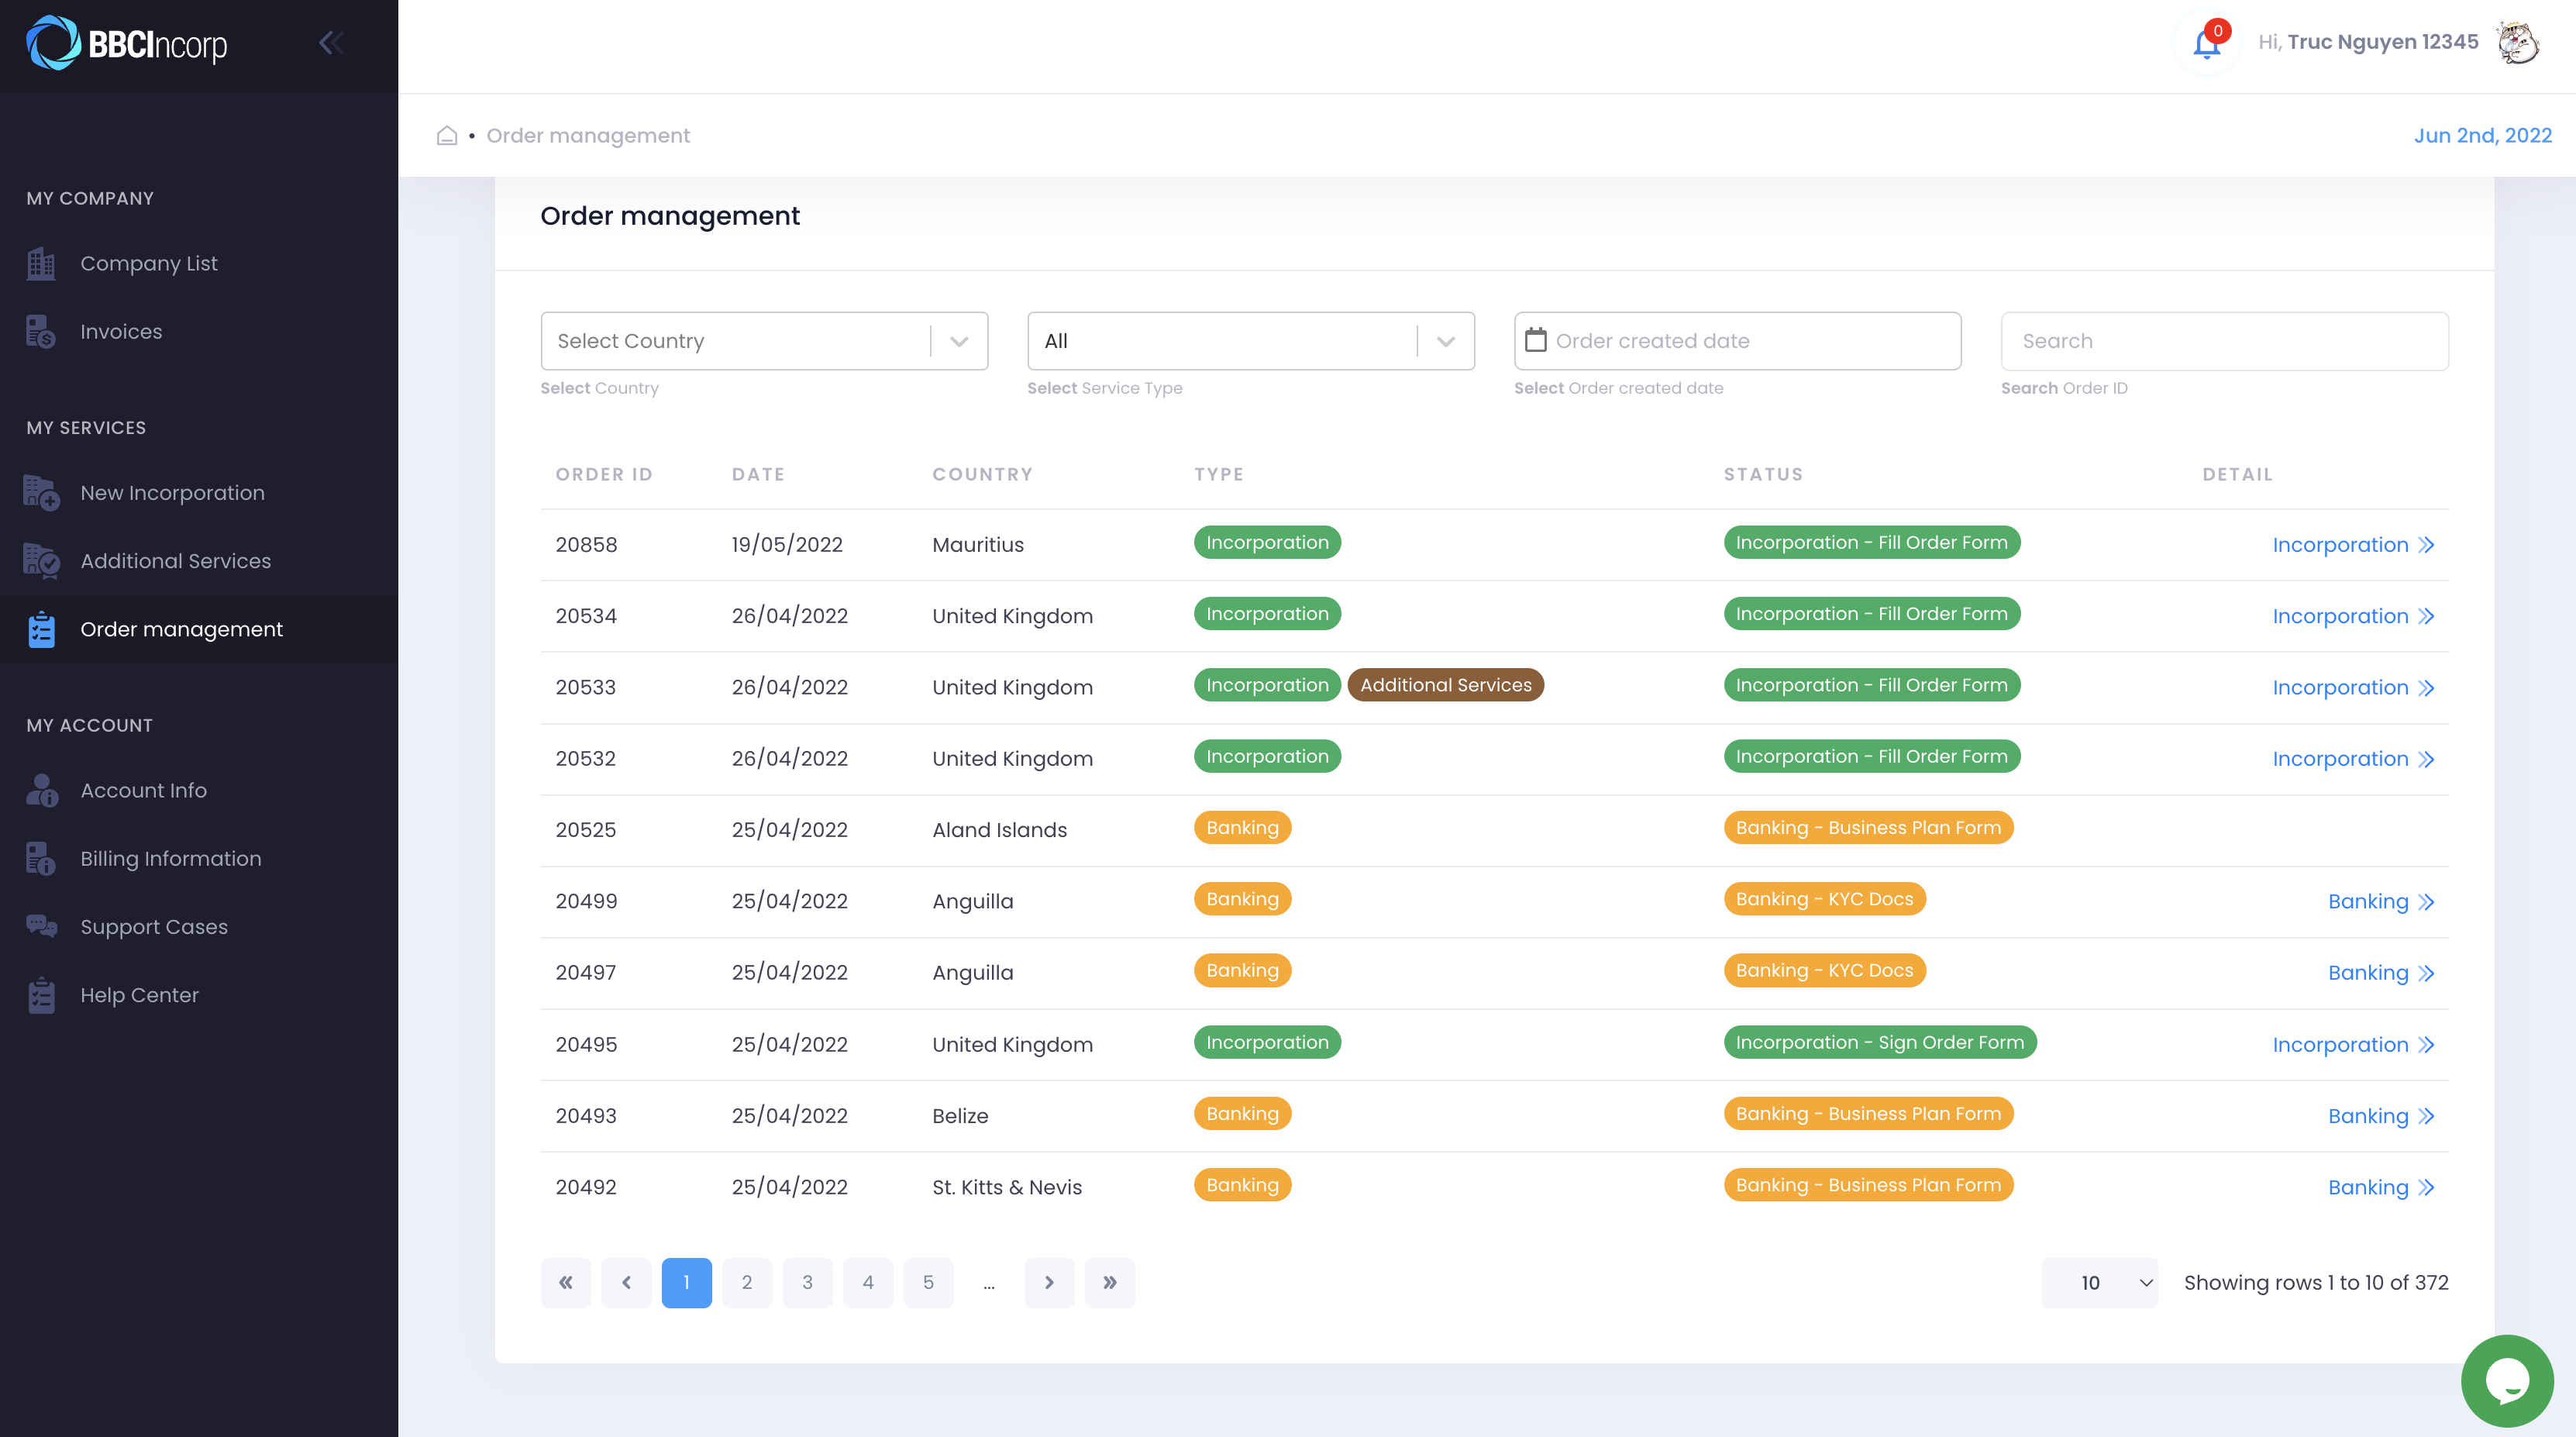 BBCIncorp
0
Hi, Truc Nguyen 12345
Order management
Jun 2nd, 2022
MY COMPANY
Company List
Invoices
MY SERVICES
New Incorporation
Additional Services
Order management
MY ACCOUNT
Account Info
Billing Information
Support Cases
Help Center
Order management
Select Country All Order created date Search
Select Country Select Service Type Select Order created date Search Order ID
ORDER ID DATE COUNTRY TYPE STATUS DETAIL
20858 19/05/2022 Mauritius Incorporation Incorporation - Fill Order Form Incorporation
20534 26/04/2022 United Kingdom Incorporation Incorporation - Fill Order Form Incorporation
20533 26/04/2022 United Kingdom Incorporation Additional Services Incorporation - Fill Order Form Incorporation
20532 26/04/2022 United Kingdom Incorporation Incorporation - Fill Order Form Incorporation
20525 25/04/2022 Aland Islands Banking Banking - Business Plan Form
20499 25/04/2022 Anguilla Banking Banking - KYC Docs Banking
20497 25/04/2022 Anguilla Banking Banking - KYC Docs Banking
20495 25/04/2022 United Kingdom Incorporation Incorporation - Sign Order Form Incorporation
20493 25/04/2022 Belize Banking Banking - Business Plan Form Banking
20492 25/04/2022 St. Kitts & Nevis Banking Banking - Business Plan Form Banking
« ‹ 1 2 3 4 5 ... › » 10 Showing rows 1 to 10 of 372